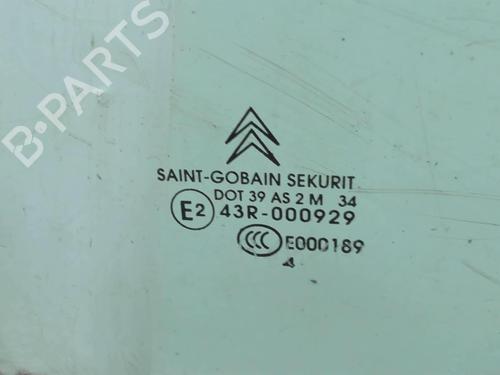 B-PARTS
SAINT-GOBAIN SEKURIT
DOT 39 AS 2 M 34
E2 43R-000929
CCC E000189